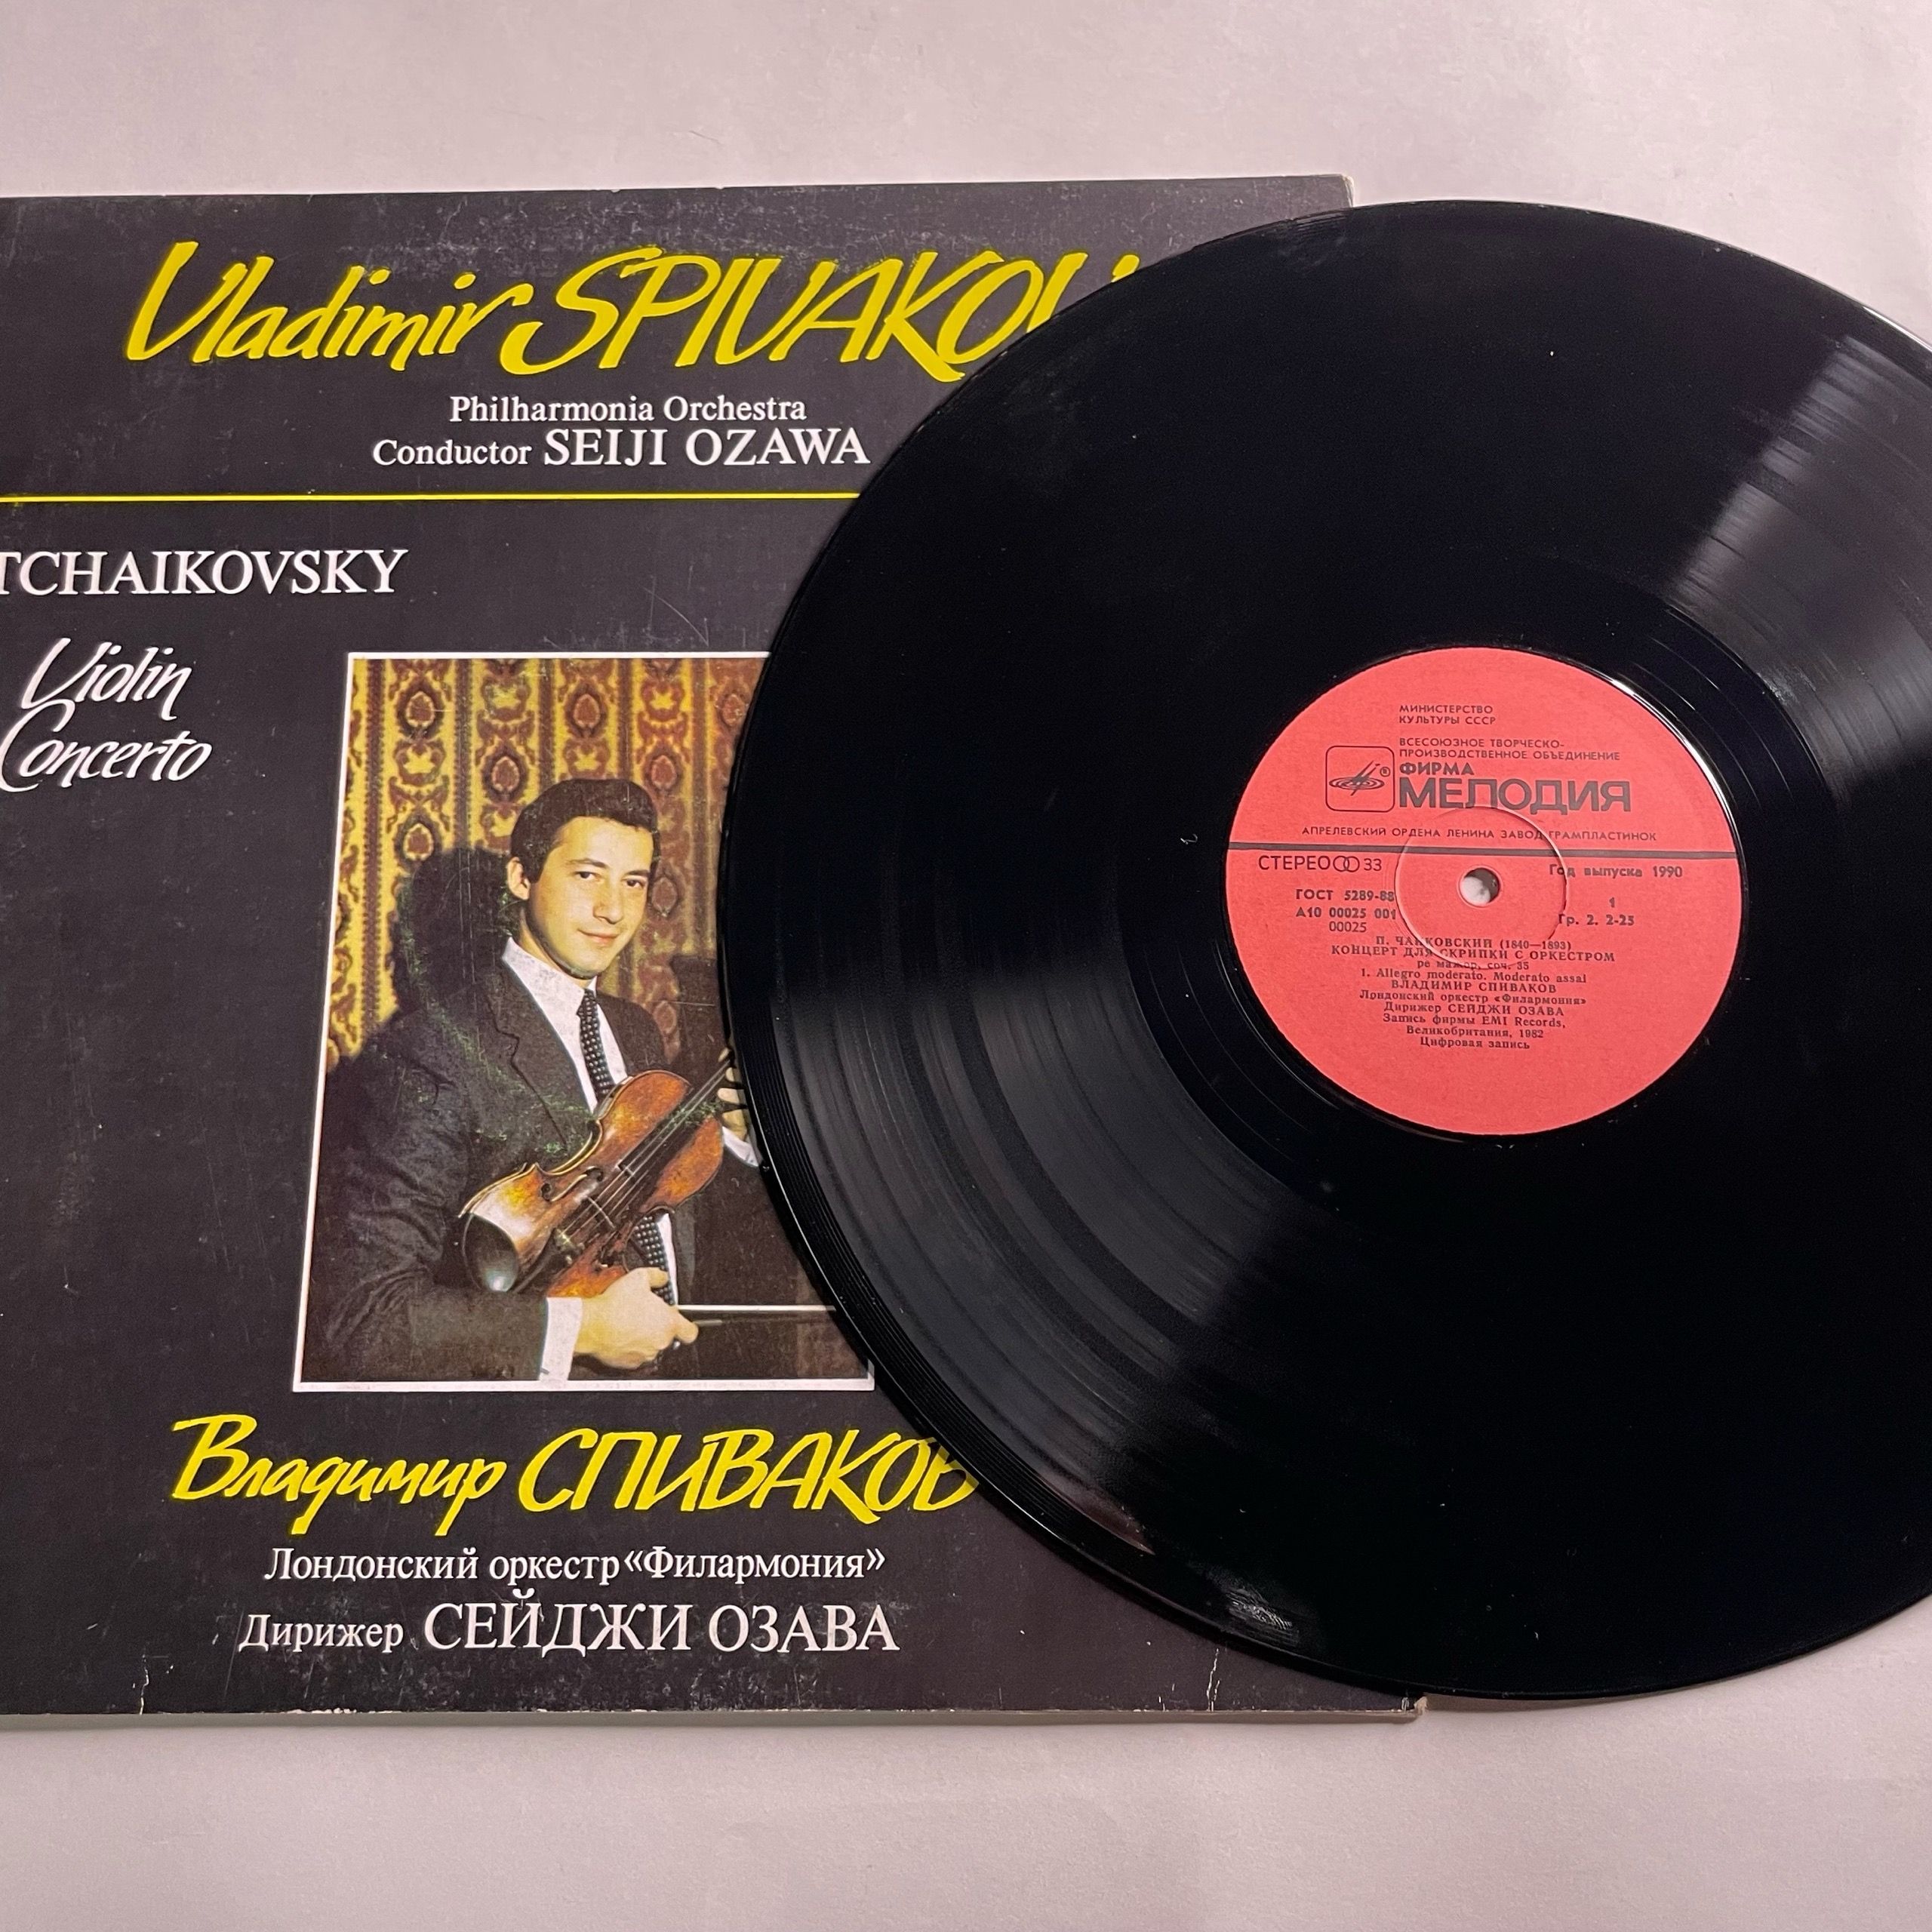 Vladimir SPIVAKOV
Philharmonia Orchestra
Conductor SEIJI OZAWA
TCHAIKOVSKY
Violin
Concerto
Владимир СПИВАКОВ
Лондонский оркестр «Филармония»
Дирижер СЕЙДЖИ ОЗАВА
МИНИСТЕРСТВО
КУЛЬТУРЫ СССР
ВСЕСОЮЗНОЕ ТВОРЧЕСКО-
ПРОИЗВОДСТВЕННОЕ ОБЪЕДИНЕНИЕ
ФИРМА
МЕЛОДИЯ
АПРЕЛЕВСКИЙ ОРДЕНА ЛЕНИНА ЗАВОД ГРАМПЛАСТИНОК
СТЕРЕО 33 Год выпуска 1990
ГОСТ 5289-88 1
А10 00025 001 Гр. 2. 2-25
00025
П. ЧАЙКОВСКИЙ (1840—1893)
КОНЦЕРТ ДЛЯ СКРИПКИ С ОРКЕСТРОМ
ре мажор, соч. 35
1. Allegro moderato. Moderato assai
ВЛАДИМИР СПИВАКОВ
Лондонский оркестр «Филармония»
Дирижер СЕЙДЖИ ОЗАВА
Запись фирмы EMI Records,
Великобритания, 1982
Цифровая запись